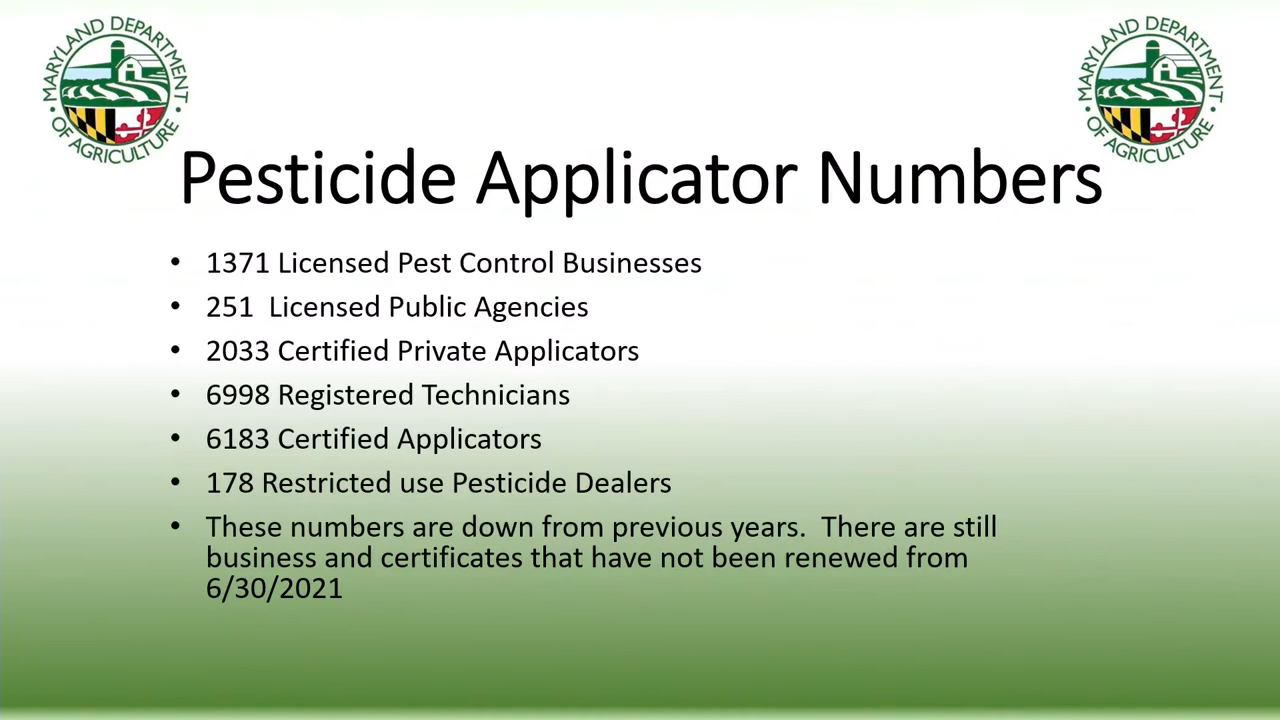 MARYLAND DEPARTMENT
OF AGRICULTURE
MARYLAND DEPARTMENT
OF AGRICULTURE
Pesticide Applicator Numbers
• 1371 Licensed Pest Control Businesses
• 251  Licensed Public Agencies
• 2033 Certified Private Applicators
• 6998 Registered Technicians
• 6183 Certified Applicators
• 178 Restricted use Pesticide Dealers
• These numbers are down from previous years.  There are still
business and certificates that have not been renewed from
6/30/2021